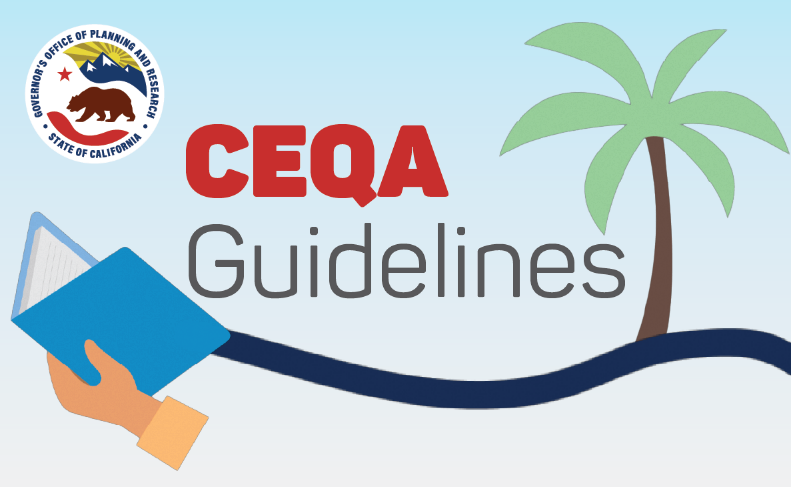 GOVERNOR'S OFFICE OF PLANNING AND RESEARCH
• STATE OF CALIFORNIA •
CEQA
Guidelines